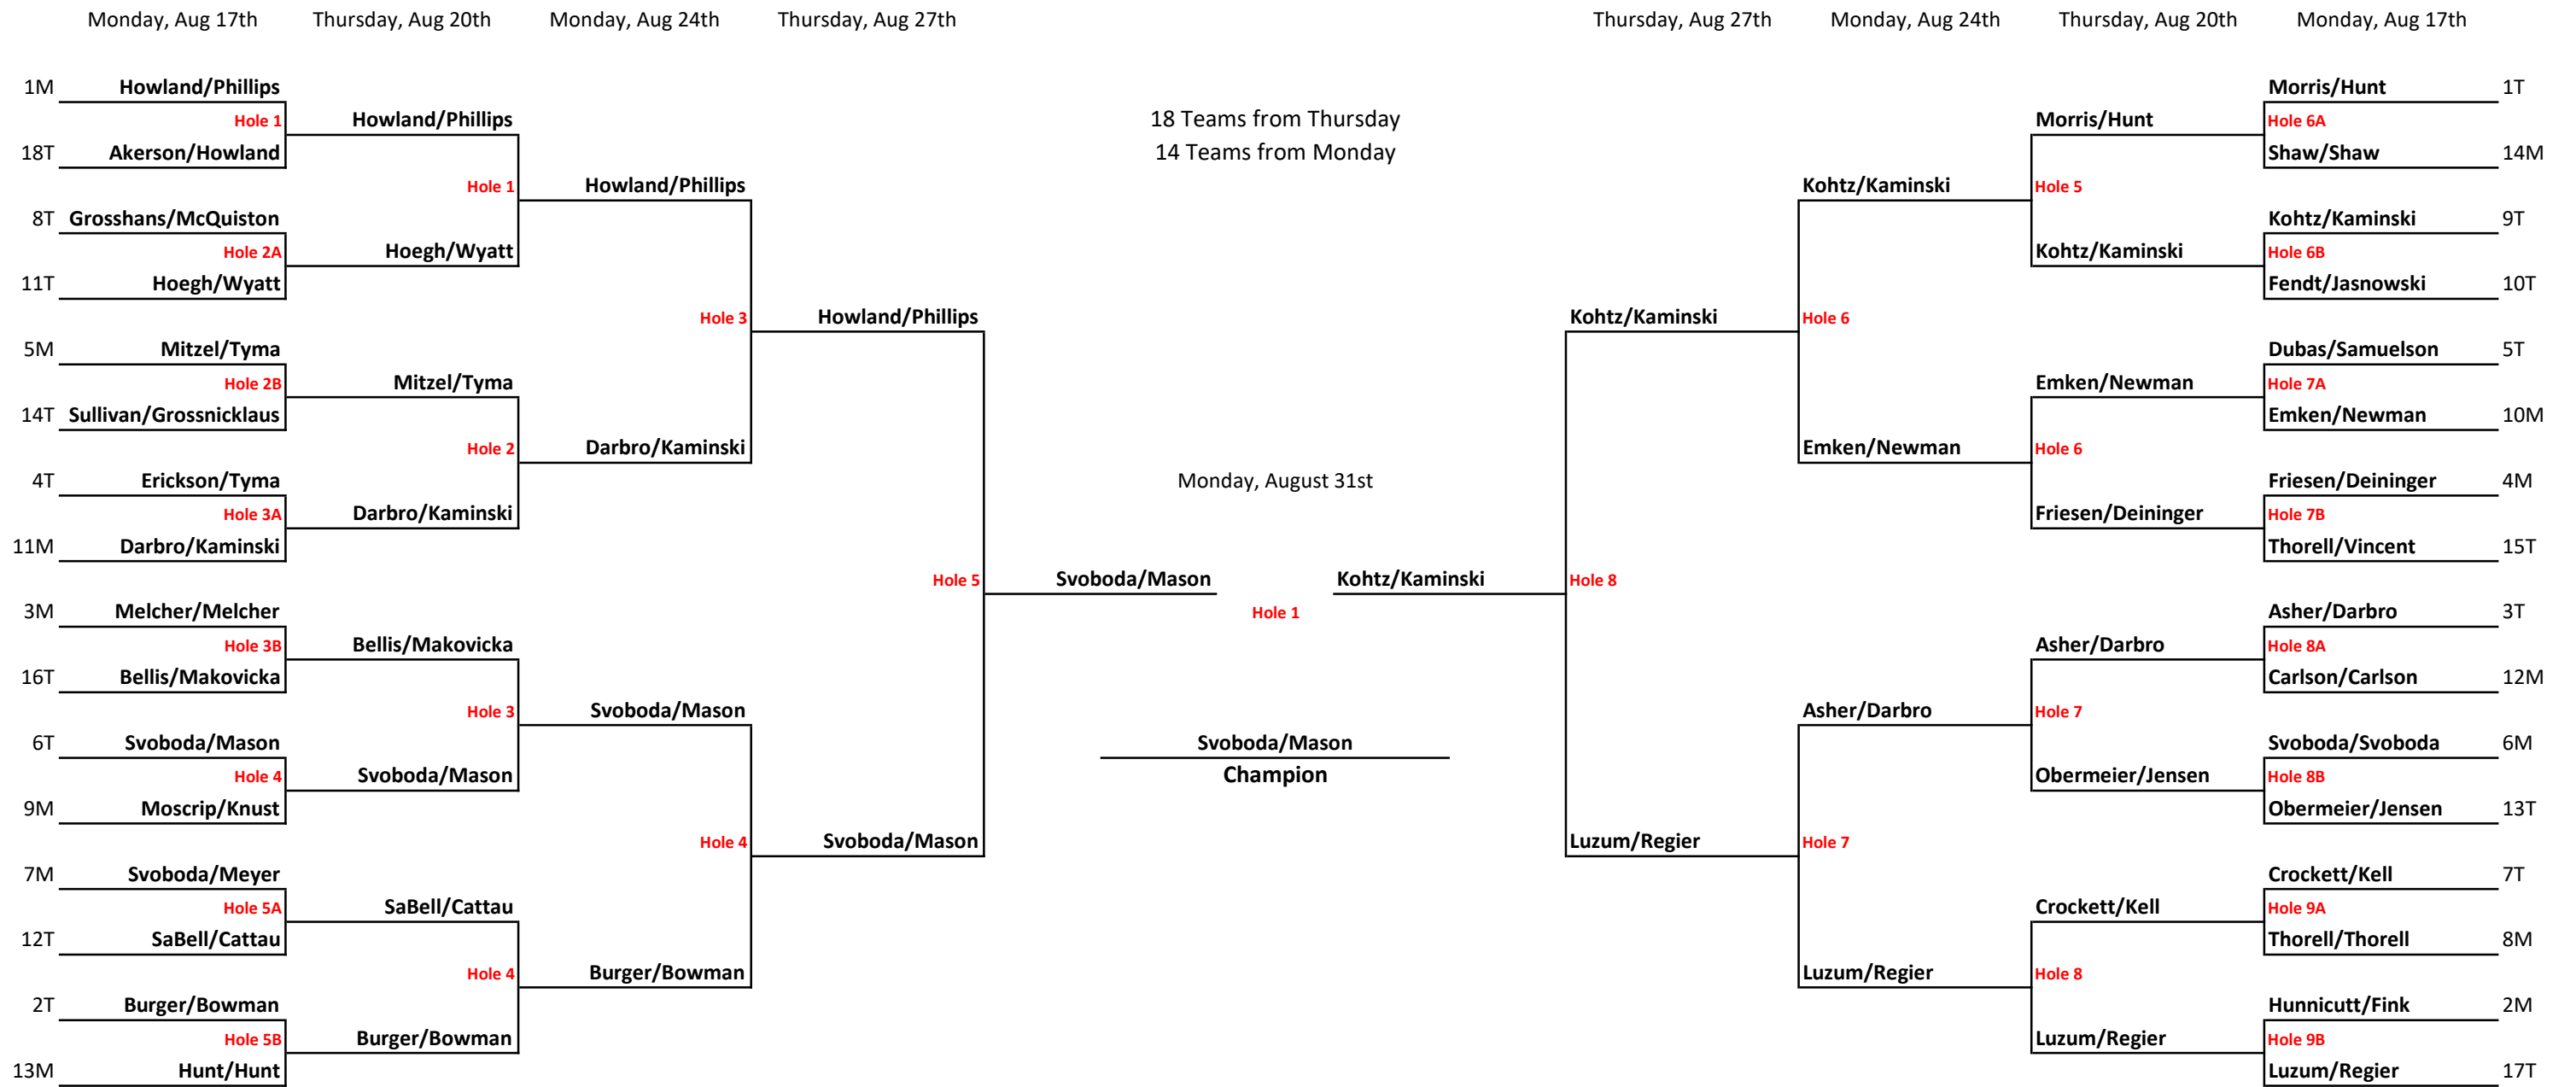 Monday, Aug 17th Thursday, Aug 20th Monday, Aug 24th Thursday, Aug 27th Thursday, Aug 27th Monday, Aug 24th Thursday, Aug 20th Monday, Aug 17th
1M Howland/Phillips Morris/Hunt 1T
Hole 1 Howland/Phillips 18 Teams from Thursday Morris/Hunt Hole 6A
18T Akerson/Howland 14 Teams from Monday Shaw/Shaw 14M
Hole 1 Howland/Phillips Kohtz/Kaminski Hole 5
8T Grosshans/McQuiston Kohtz/Kaminski 9T
Hole 2A Hoegh/Wyatt Kohtz/Kaminski Hole 6B
11T Hoegh/Wyatt Fendt/Jasnowski 10T
Hole 3 Howland/Phillips Kohtz/Kaminski Hole 6
5M Mitzel/Tyma Dubas/Samuelson 5T
Hole 2B Mitzel/Tyma Emken/Newman Hole 7A
14T Sullivan/Grossnicklaus Emken/Newman 10M
Hole 2 Darbro/Kaminski Emken/Newman Hole 6
4T Erickson/Tyma Monday, August 31st Friesen/Deininger 4M
Hole 3A Darbro/Kaminski Friesen/Deininger Hole 7B
11M Darbro/Kaminski Thorell/Vincent 15T
Hole 5 Svoboda/Mason Kohtz/Kaminski Hole 8
3M Melcher/Melcher Hole 1 Asher/Darbro 3T
Hole 3B Bellis/Makovicka Asher/Darbro Hole 8A
16T Bellis/Makovicka Carlson/Carlson 12M
Hole 3 Svoboda/Mason Asher/Darbro Hole 7
6T Svoboda/Mason Svoboda/Mason Svoboda/Svoboda 6M
Hole 4 Svoboda/Mason Champion Obermeier/Jensen Hole 8B
9M Moscrip/Knust Obermeier/Jensen 13T
Hole 4 Svoboda/Mason Luzum/Regier Hole 7
7M Svoboda/Meyer Crockett/Kell 7T
Hole 5A SaBell/Cattau Crockett/Kell Hole 9A
12T SaBell/Cattau Thorell/Thorell 8M
Hole 4 Burger/Bowman Luzum/Regier Hole 8
2T Burger/Bowman Hunnicutt/Fink 2M
Hole 5B Burger/Bowman Luzum/Regier Hole 9B
13M Hunt/Hunt Luzum/Regier 17T